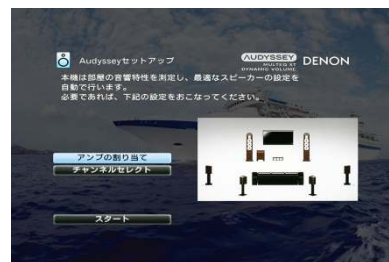 Audysseyセットアップ
AUDYSSEY
MULTEQ XT
DYNAMIC VOLUME
DENON
本機は部屋の音響特性を測定し、最適なスピーカーの設定を
自動で行います。
必要であれば、下記の設定をおこなってください。
アンプの割り当て
チャンネルセレクト
スタート